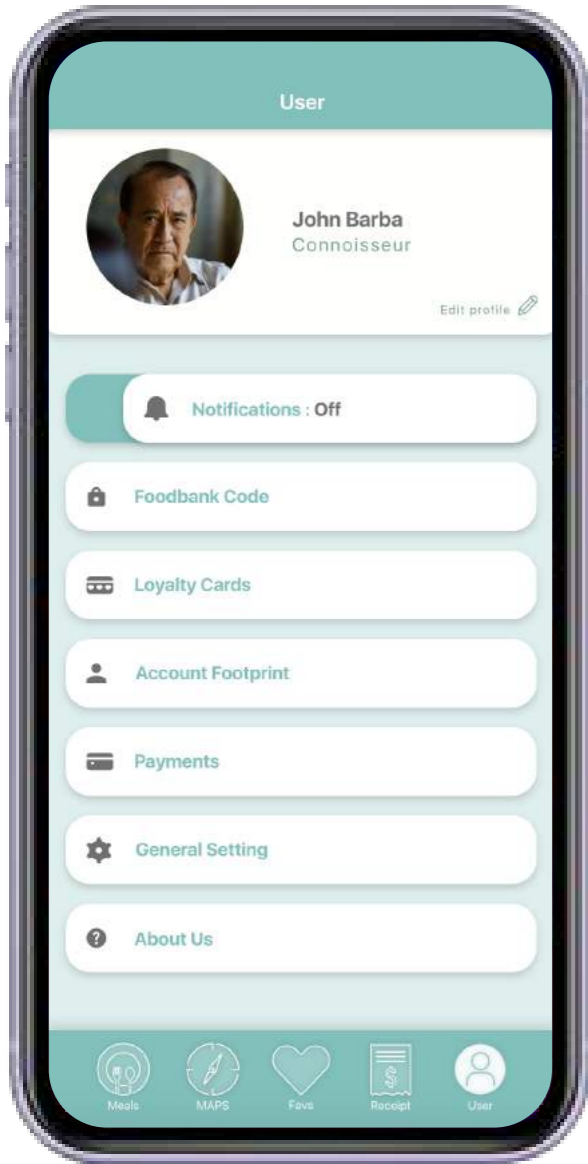 User
John Barba
Connoisseur
Edit profile
Notifications : Off
Foodbank Code
Loyalty Cards
Account Footprint
Payments
General Setting
About Us
Meals
MAPS
Favs
$
Receipt
User